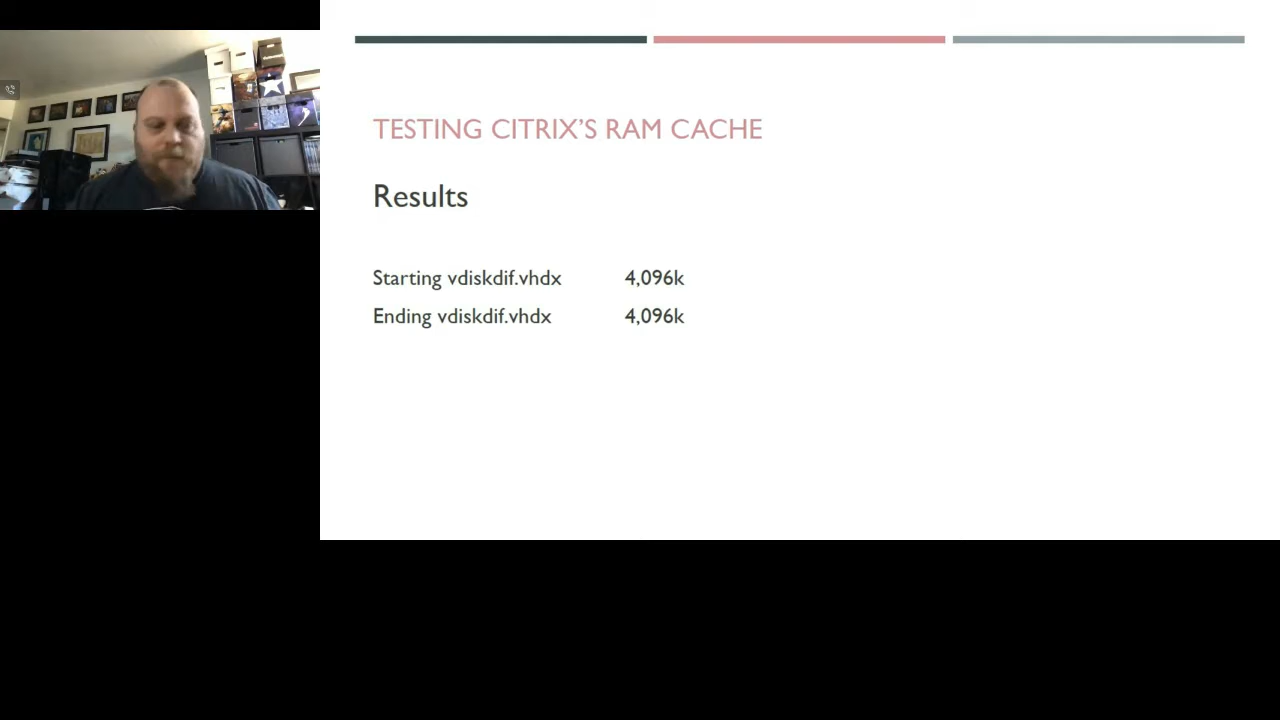 TESTING CITRIX’S RAM CACHE
Results
Starting vdiskdif.vhdx 4,096k
Ending vdiskdif.vhdx 4,096k